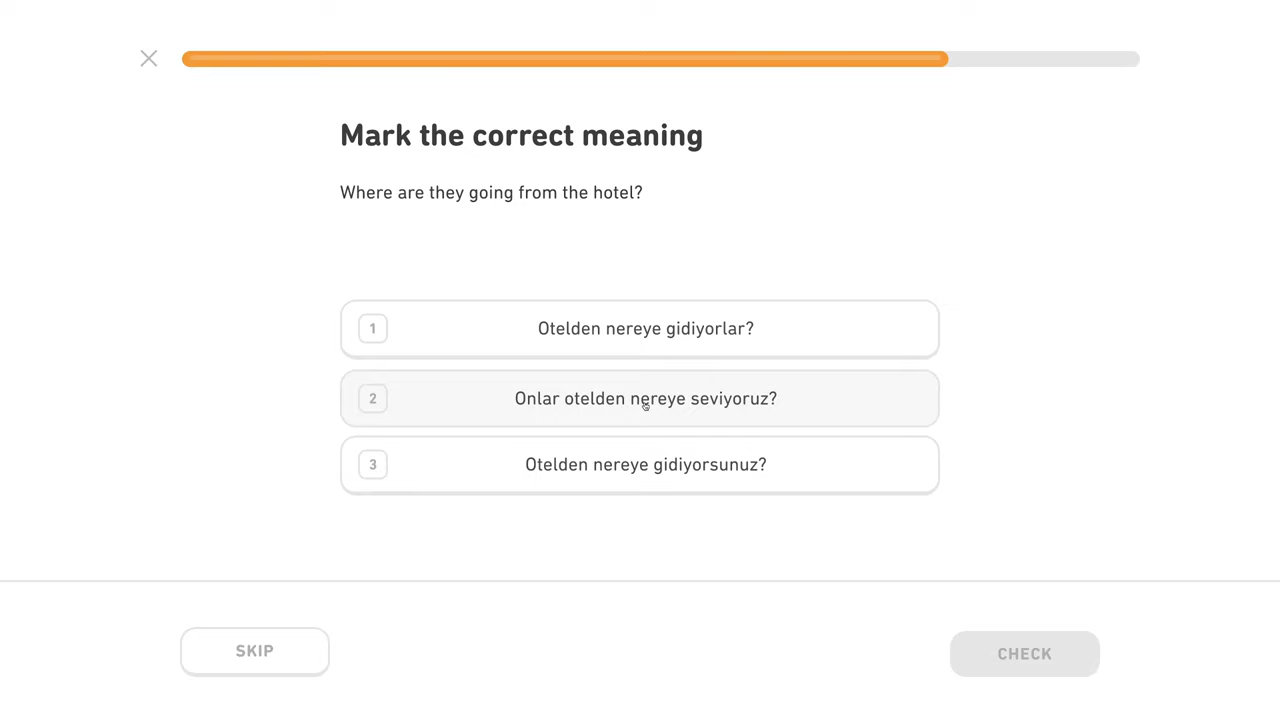 Mark the correct meaning
Where are they going from the hotel?
1 Otelden nereye gidiyorlar?
2 Onlar otelden nereye seviyoruz?
3 Otelden nereye gidiyorsunuz?
SKIP CHECK